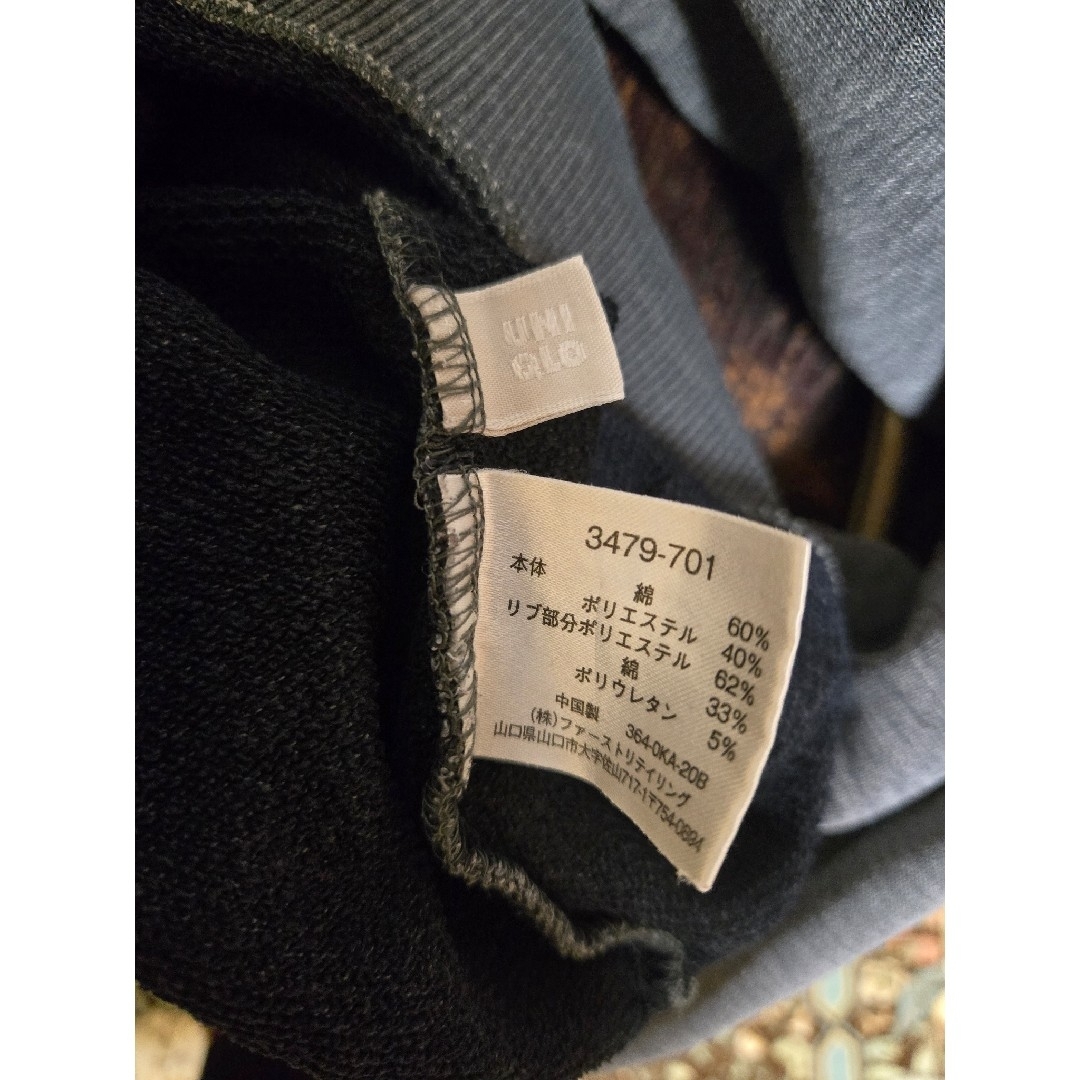 UNI
QLO
3479-701
本体 綿 60%
ポリエステル 40%
リブ部分ポリエステル 62%
綿 33%
ポリウレタン 5%
中国製 364-0KA-20B
(株)ファーストリテイリング
山口県山口市大字佐山717-1〒754-0894